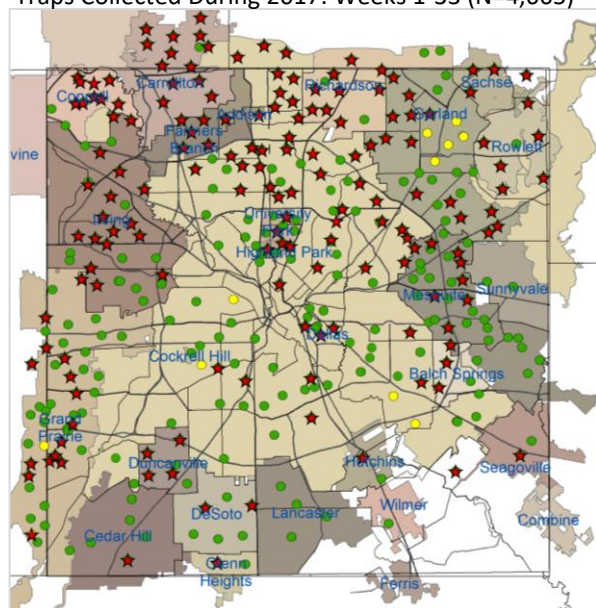 Traps Collected During 2017: Weeks 1-53 (N=4,603)
Coppell
Carrollton
Richardson
Sachse
Addison
Garland
Farmers
Branch
Rowlett
vine
Irving
University
Park
Highland Park
Mesquite
Sunnyvale
Dallas
Cockrell Hill
Balch Springs
Grand
Prairie
Duncanville
Hutchins
Seagoville
DeSoto
Lancaster
Wilmer
Cedar Hill
Combine
Glenn
Heights
Ferris